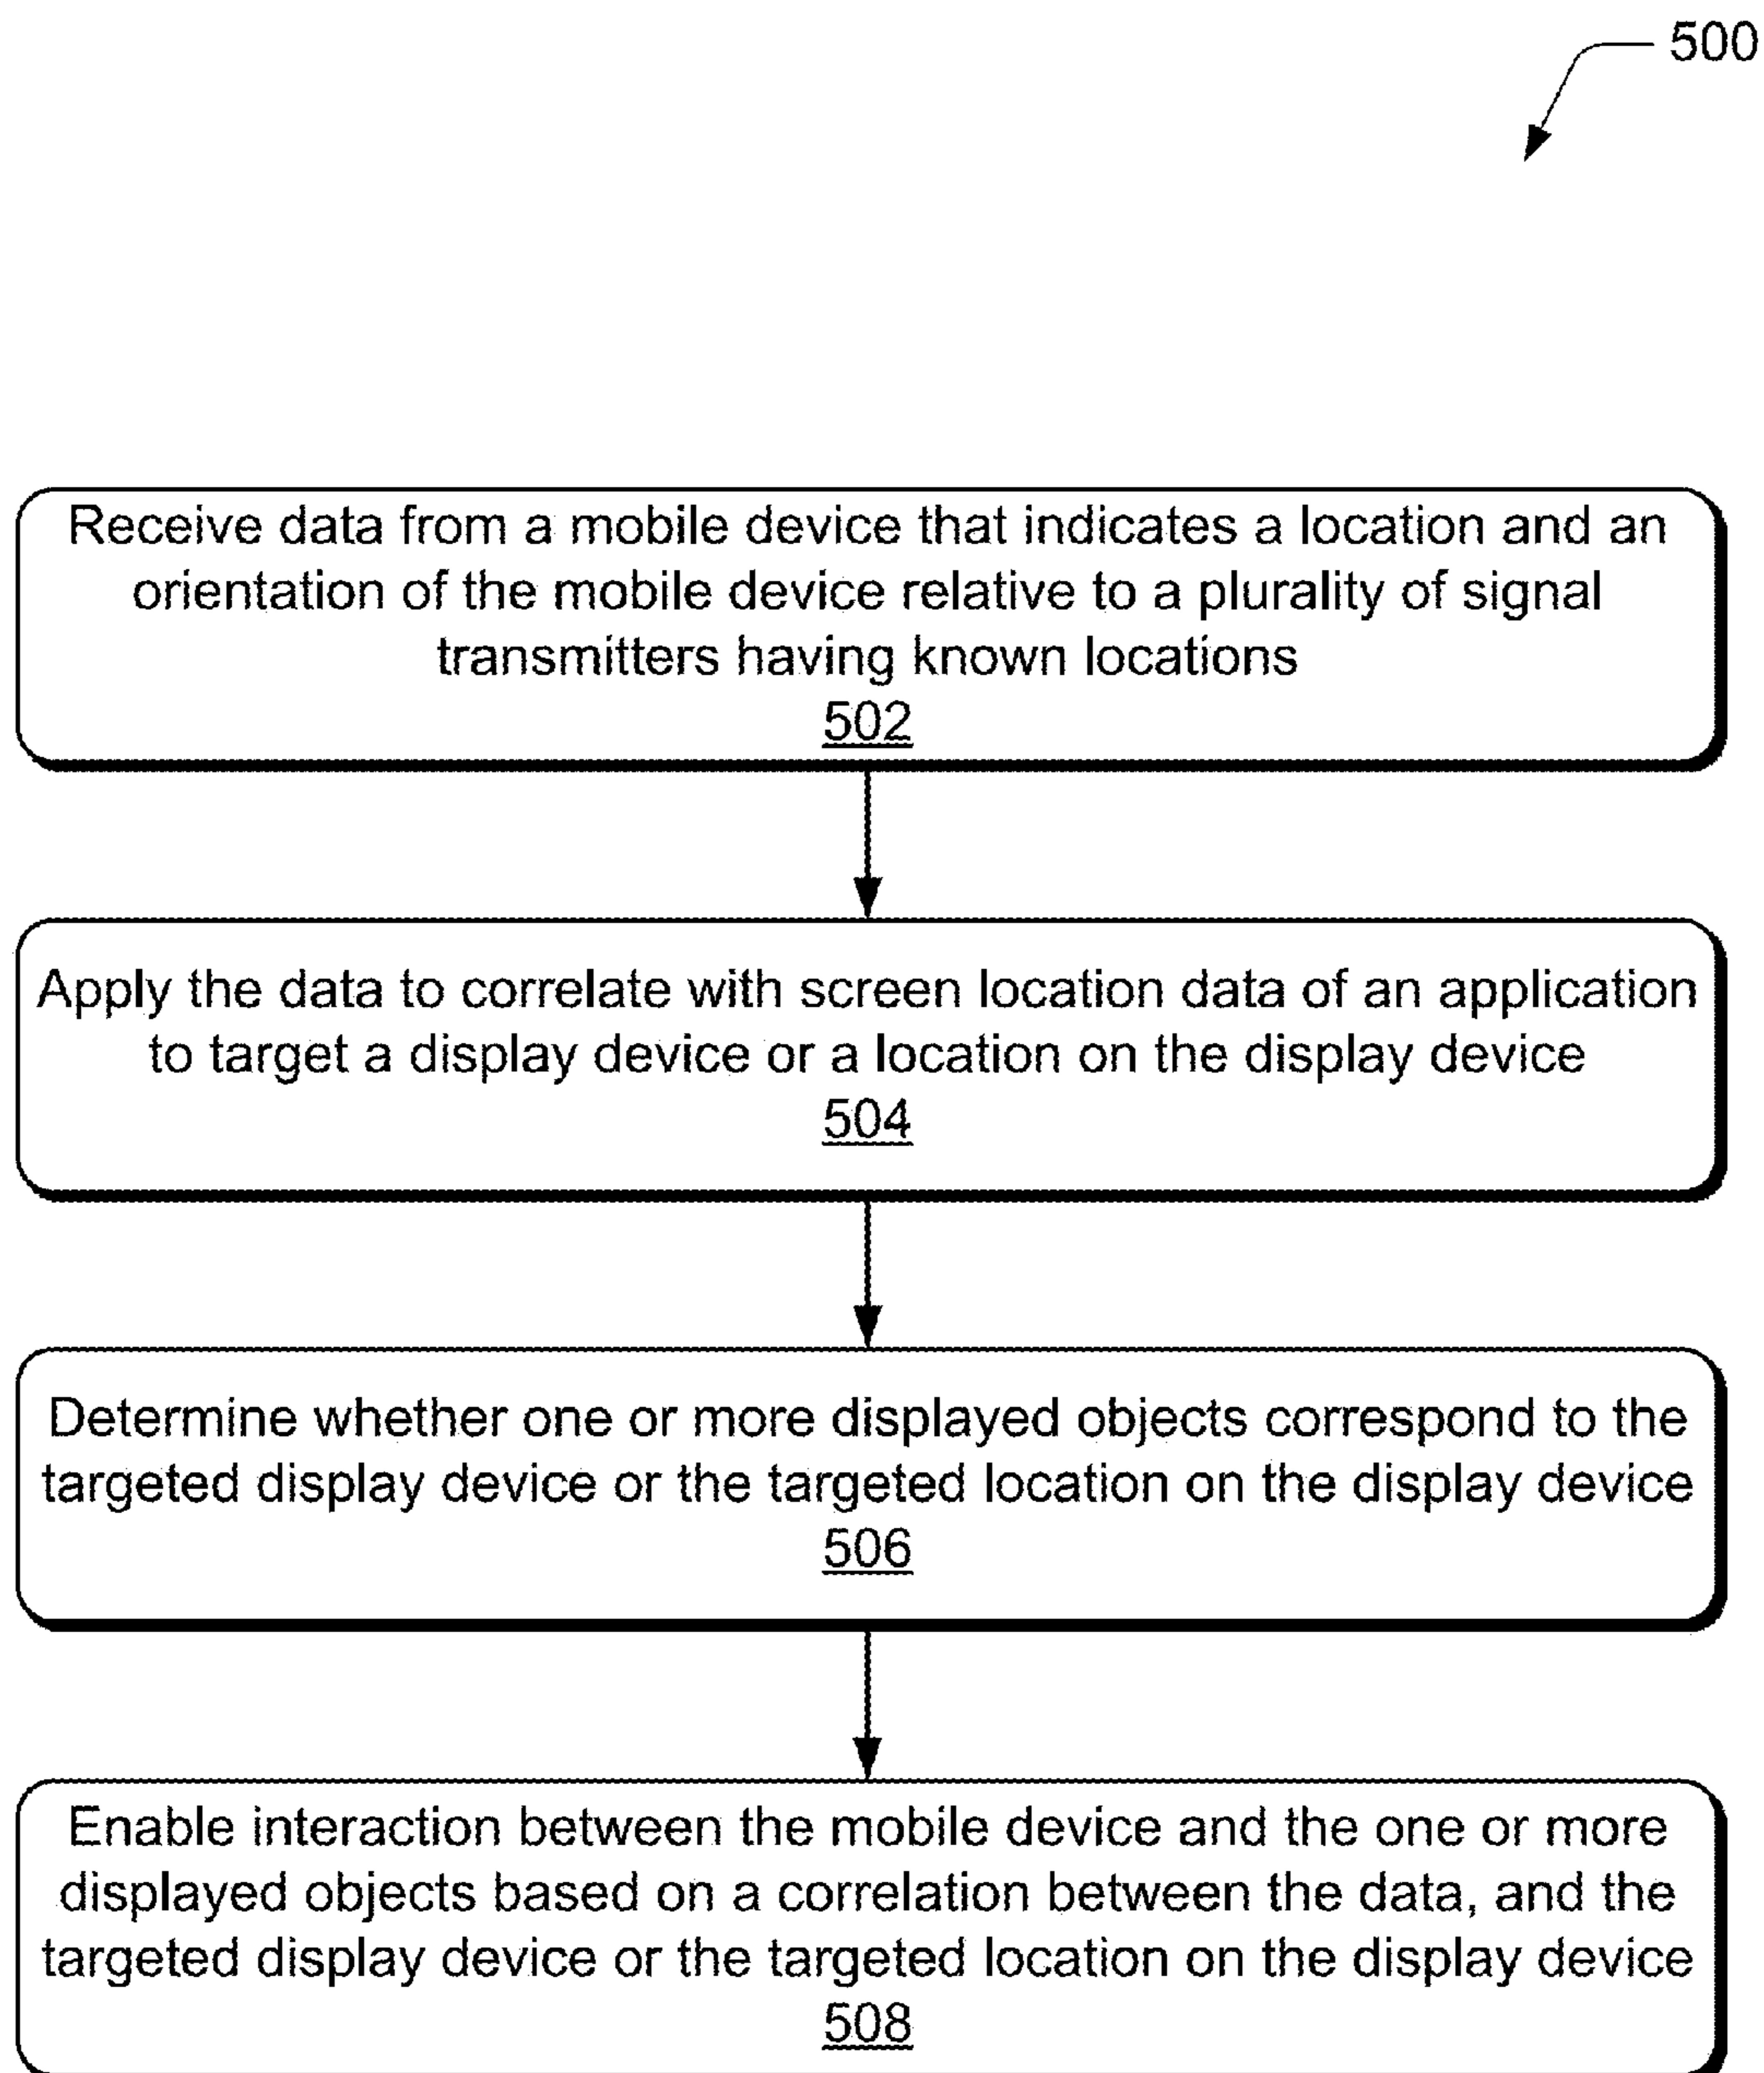 500
Receive data from a mobile device that indicates a location and an
orientation of the mobile device relative to a plurality of signal
transmitters having known locations
502
Apply the data to correlate with screen location data of an application
to target a display device or a location on the display device
504
Determine whether one or more displayed objects correspond to the
targeted display device or the targeted location on the display device
506
Enable interaction between the mobile device and the one or more
displayed objects based on a correlation between the data, and the
targeted display device or the targeted location on the display device
508